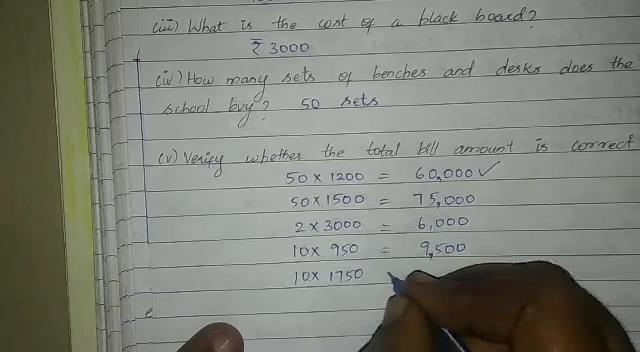 (iii) What is the cost of a black board?
₹ 3000
(iv) How many sets of benches and desks does the
school buy? 50 sets
(v) Verify whether the total bill amount is correct
50 x 1200 = 60,000 ✓
50 x 1500 = 75,000
2 x 3000 = 6,000
10 x 950 = 9,500
10 x 1750